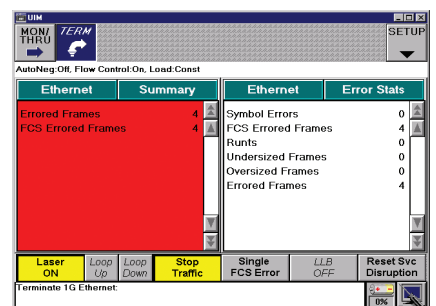 UIM
MON/ THRU TERM SETUP
AutoNeg:Off, Flow Control:On, Load:Const
Ethernet Summary
Errored Frames 4
FCS Errored Frames 4
Ethernet Error Stats
Symbol Errors 0
FCS Errored Frames 4
Runts 0
Undersized Frames 0
Oversized Frames 0
Errored Frames 4
Laser ON
Loop Up
Loop Down
Stop Traffic
Single FCS Error
LLB OFF
Reset Svc Disruption
Terminate 1G Ethernet:
0%